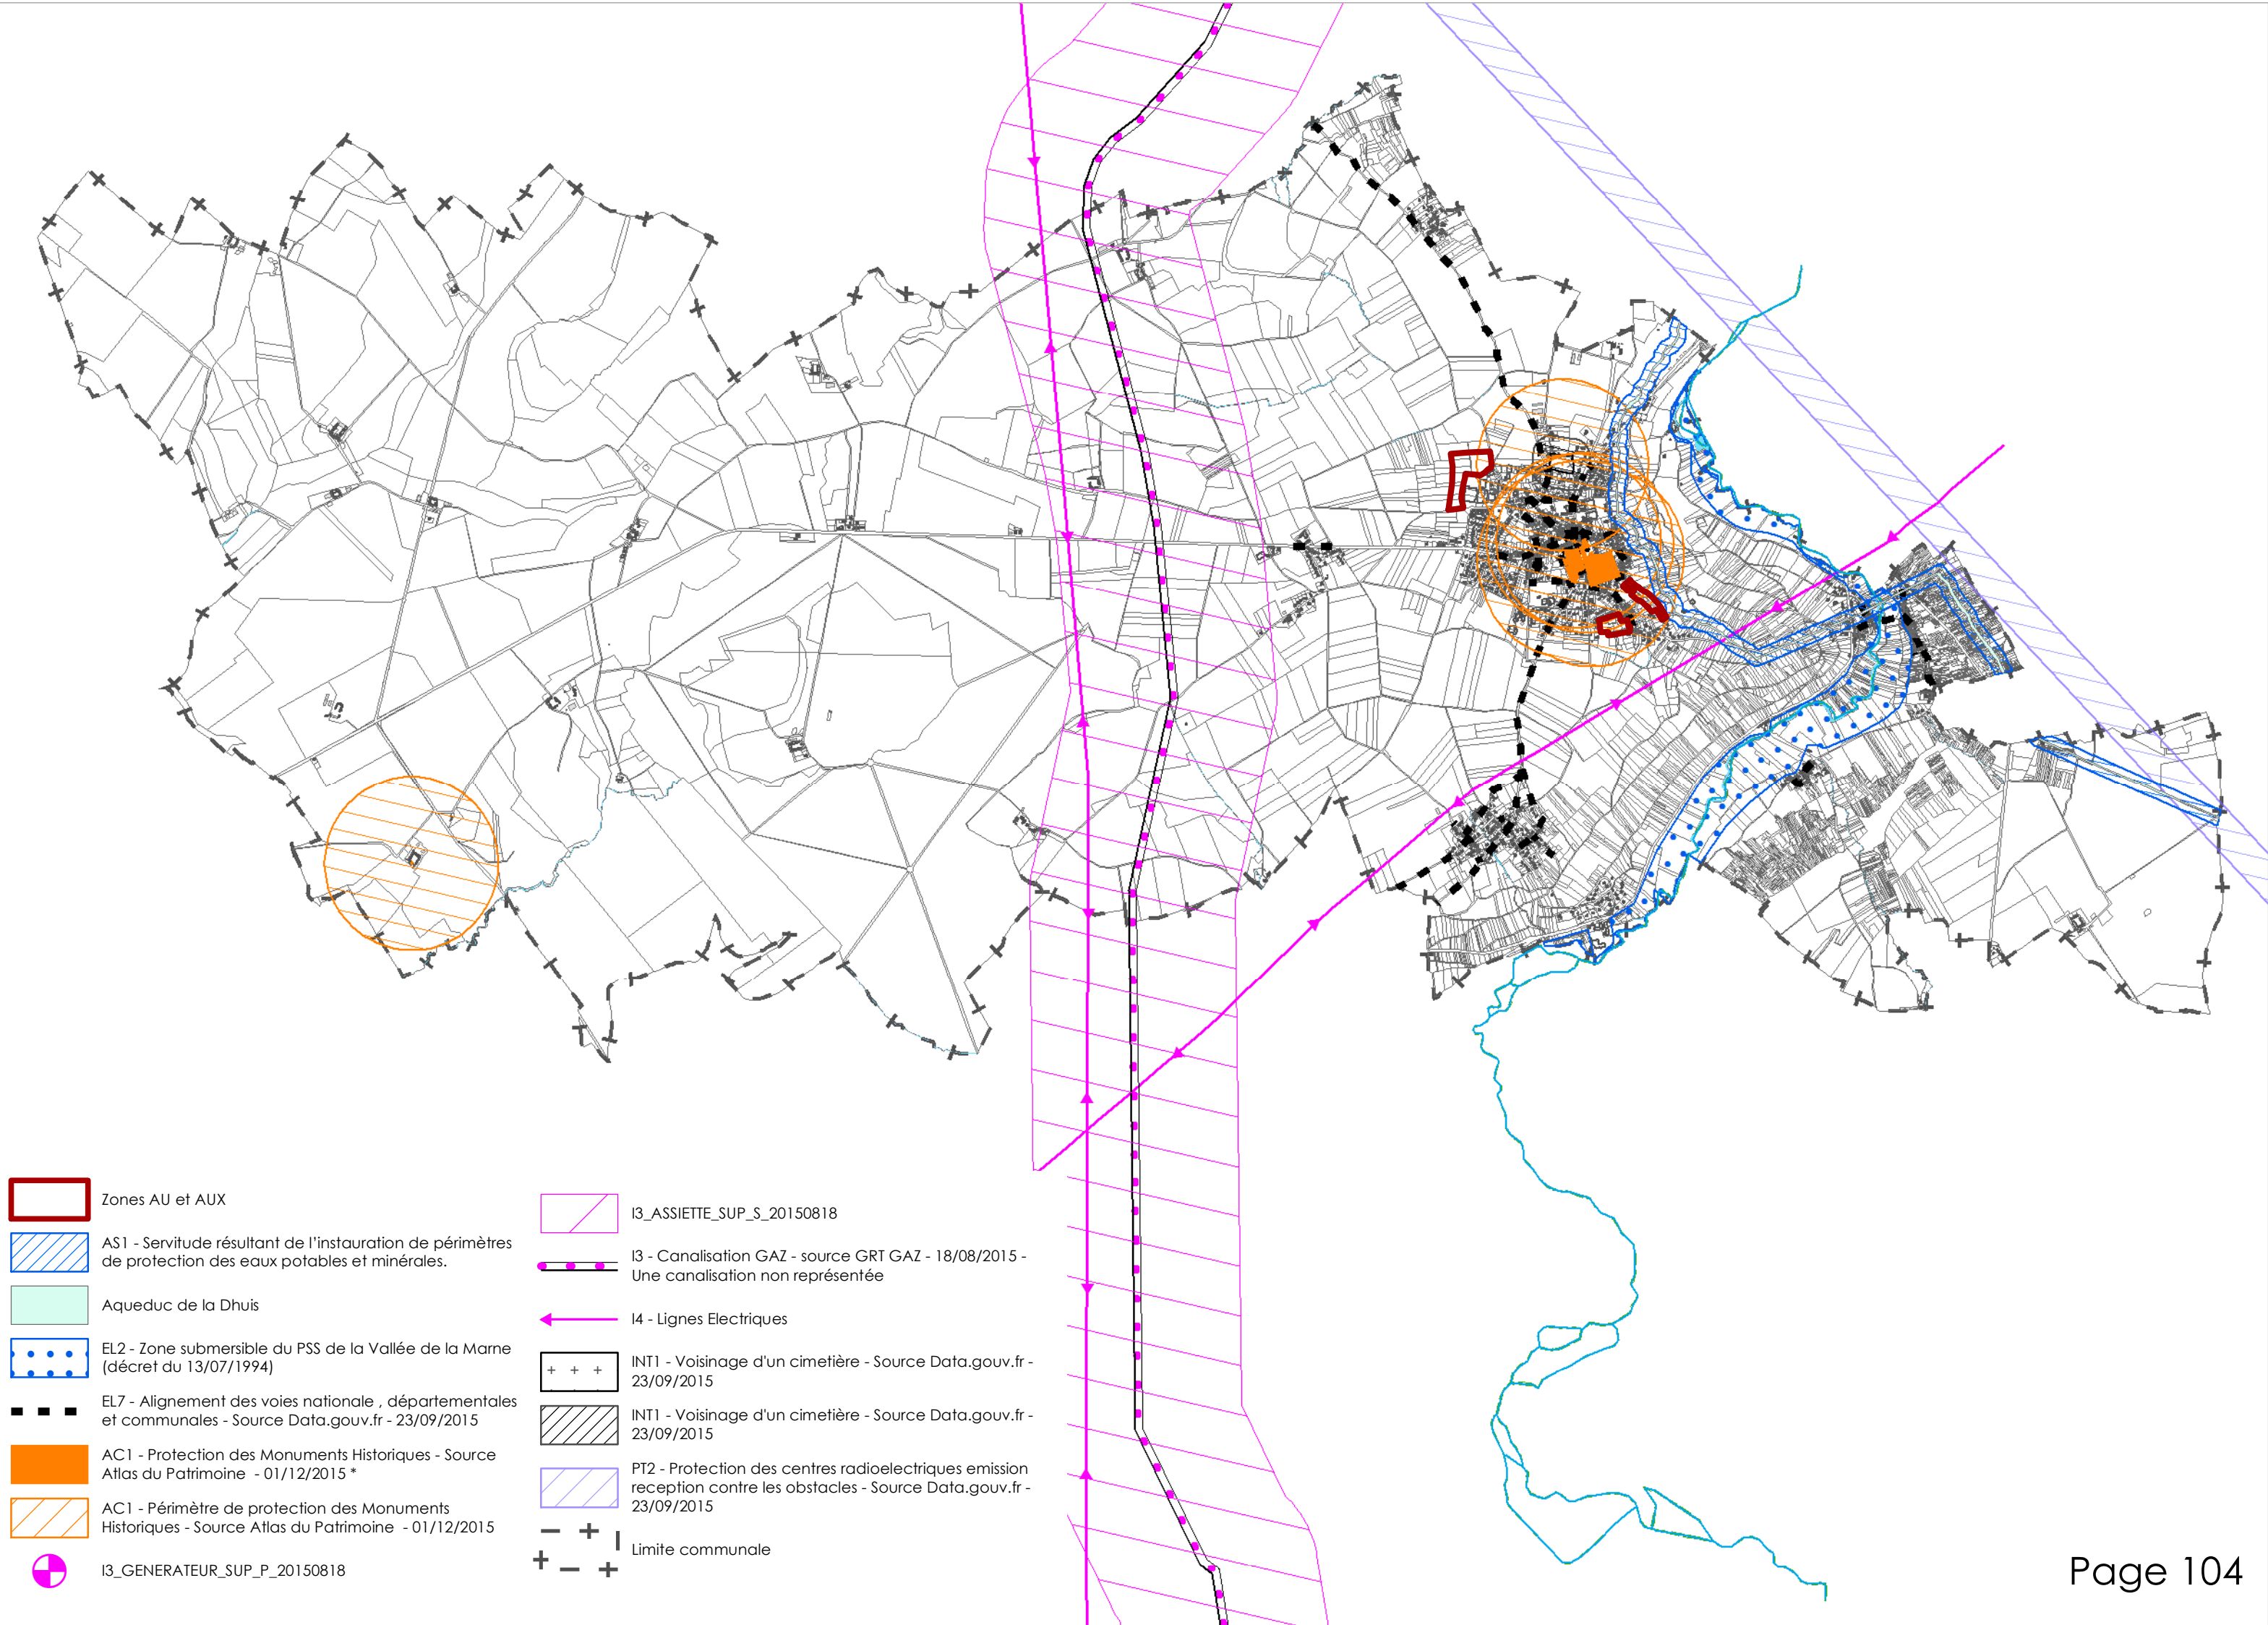 Zones AU et AUX
AS1 - Servitude résultant de l'instauration de périmètres
de protection des eaux potables et minérales.
Aqueduc de la Dhuis
EL2 - Zone submersible du PSS de la Vallée de la Marne
(décret du 13/07/1994)
EL7 - Alignement des voies nationale , départementales
et communales - Source Data.gouv.fr - 23/09/2015
AC1 - Protection des Monuments Historiques - Source
Atlas du Patrimoine - 01/12/2015 *
AC1 - Périmètre de protection des Monuments
Historiques - Source Atlas du Patrimoine - 01/12/2015
I3_GENERATEUR_SUP_P_20150818
I3_ASSIETTE_SUP_S_20150818
I3 - Canalisation GAZ - source GRT GAZ - 18/08/2015 -
Une canalisation non représentée
I4 - Lignes Electriques
INT1 - Voisinage d'un cimetière - Source Data.gouv.fr -
23/09/2015
INT1 - Voisinage d'un cimetière - Source Data.gouv.fr -
23/09/2015
PT2 - Protection des centres radioelectriques emission
reception contre les obstacles - Source Data.gouv.fr -
23/09/2015
Limite communale
Page 104